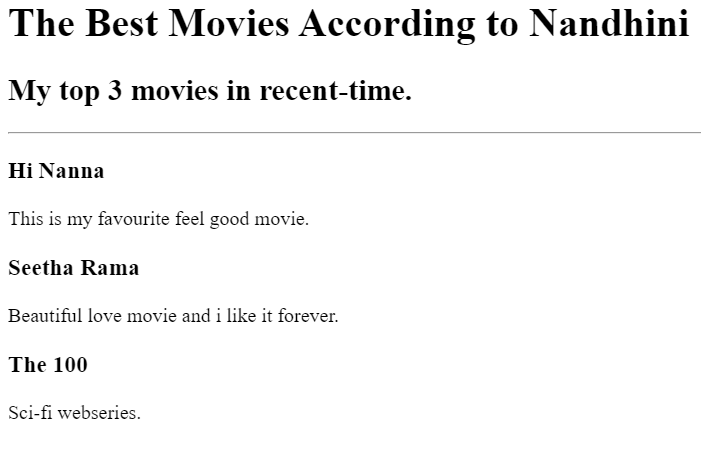 The Best Movies According to Nandhini
My top 3 movies in recent-time.
Hi Nanna
This is my favourite feel good movie.
Seetha Rama
Beautiful love movie and i like it forever.
The 100
Sci-fi webseries.